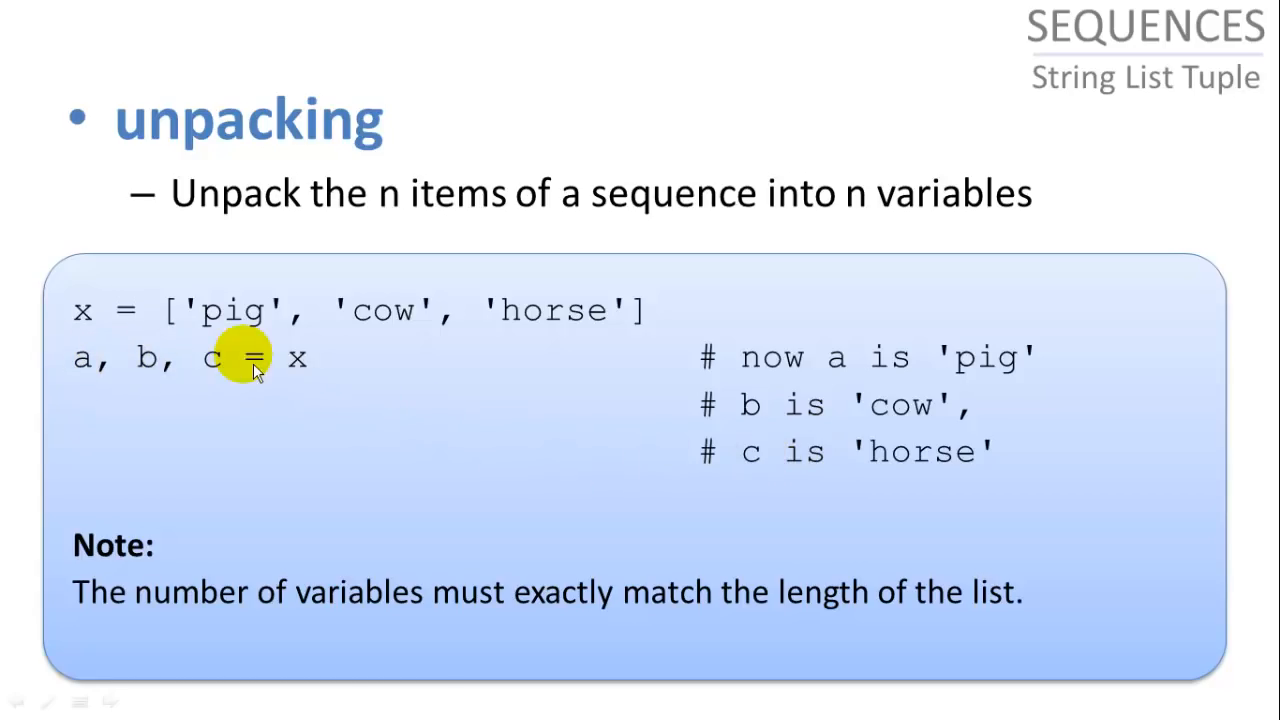 SEQUENCES
String List Tuple
• unpacking
– Unpack the n items of a sequence into n variables
x = ['pig', 'cow', 'horse']
a, b, c = x # now a is 'pig'
# b is 'cow',
# c is 'horse'
Note:
The number of variables must exactly match the length of the list.